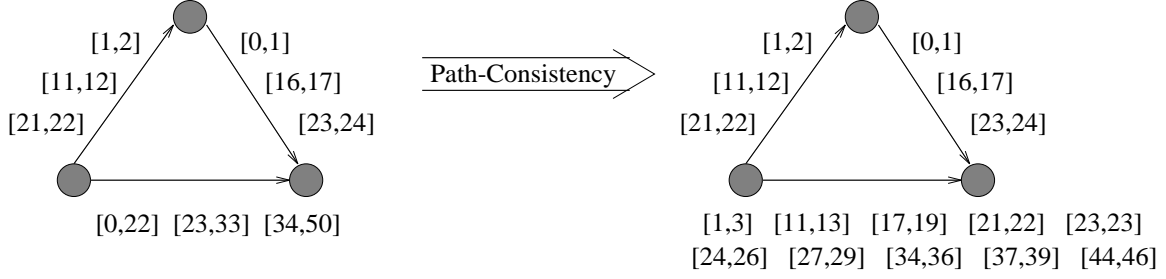 [1,2] [0,1]
[11,12] [16,17]
[21,22] [23,24]
[0,22] [23,33] [34,50]
Path-Consistency
[1,2] [0,1]
[11,12] [16,17]
[21,22] [23,24]
[1,3] [11,13] [17,19] [21,22] [23,23]
[24,26] [27,29] [34,36] [37,39] [44,46]